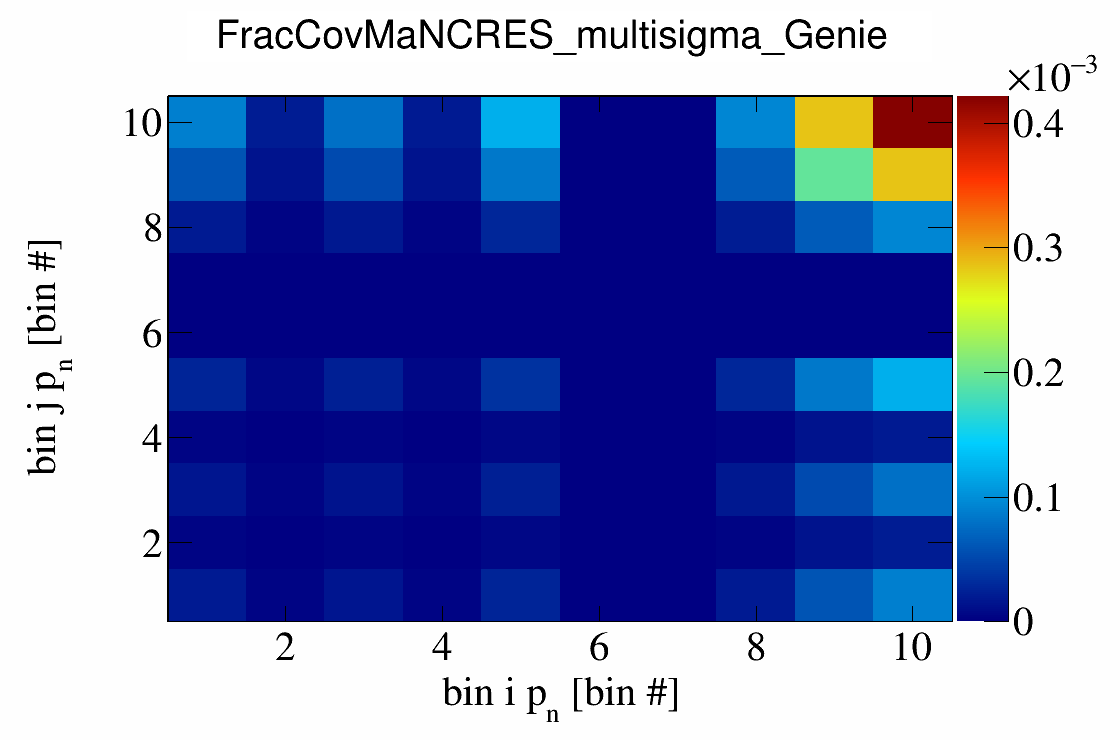 FracCovMaNCRES_multisigma_Genie
×10−3
10
8
6
4
2
0.4
0.3
0.2
0.1
0
2 4 6 8 10
bin j pn [bin #]
bin i pn [bin #]